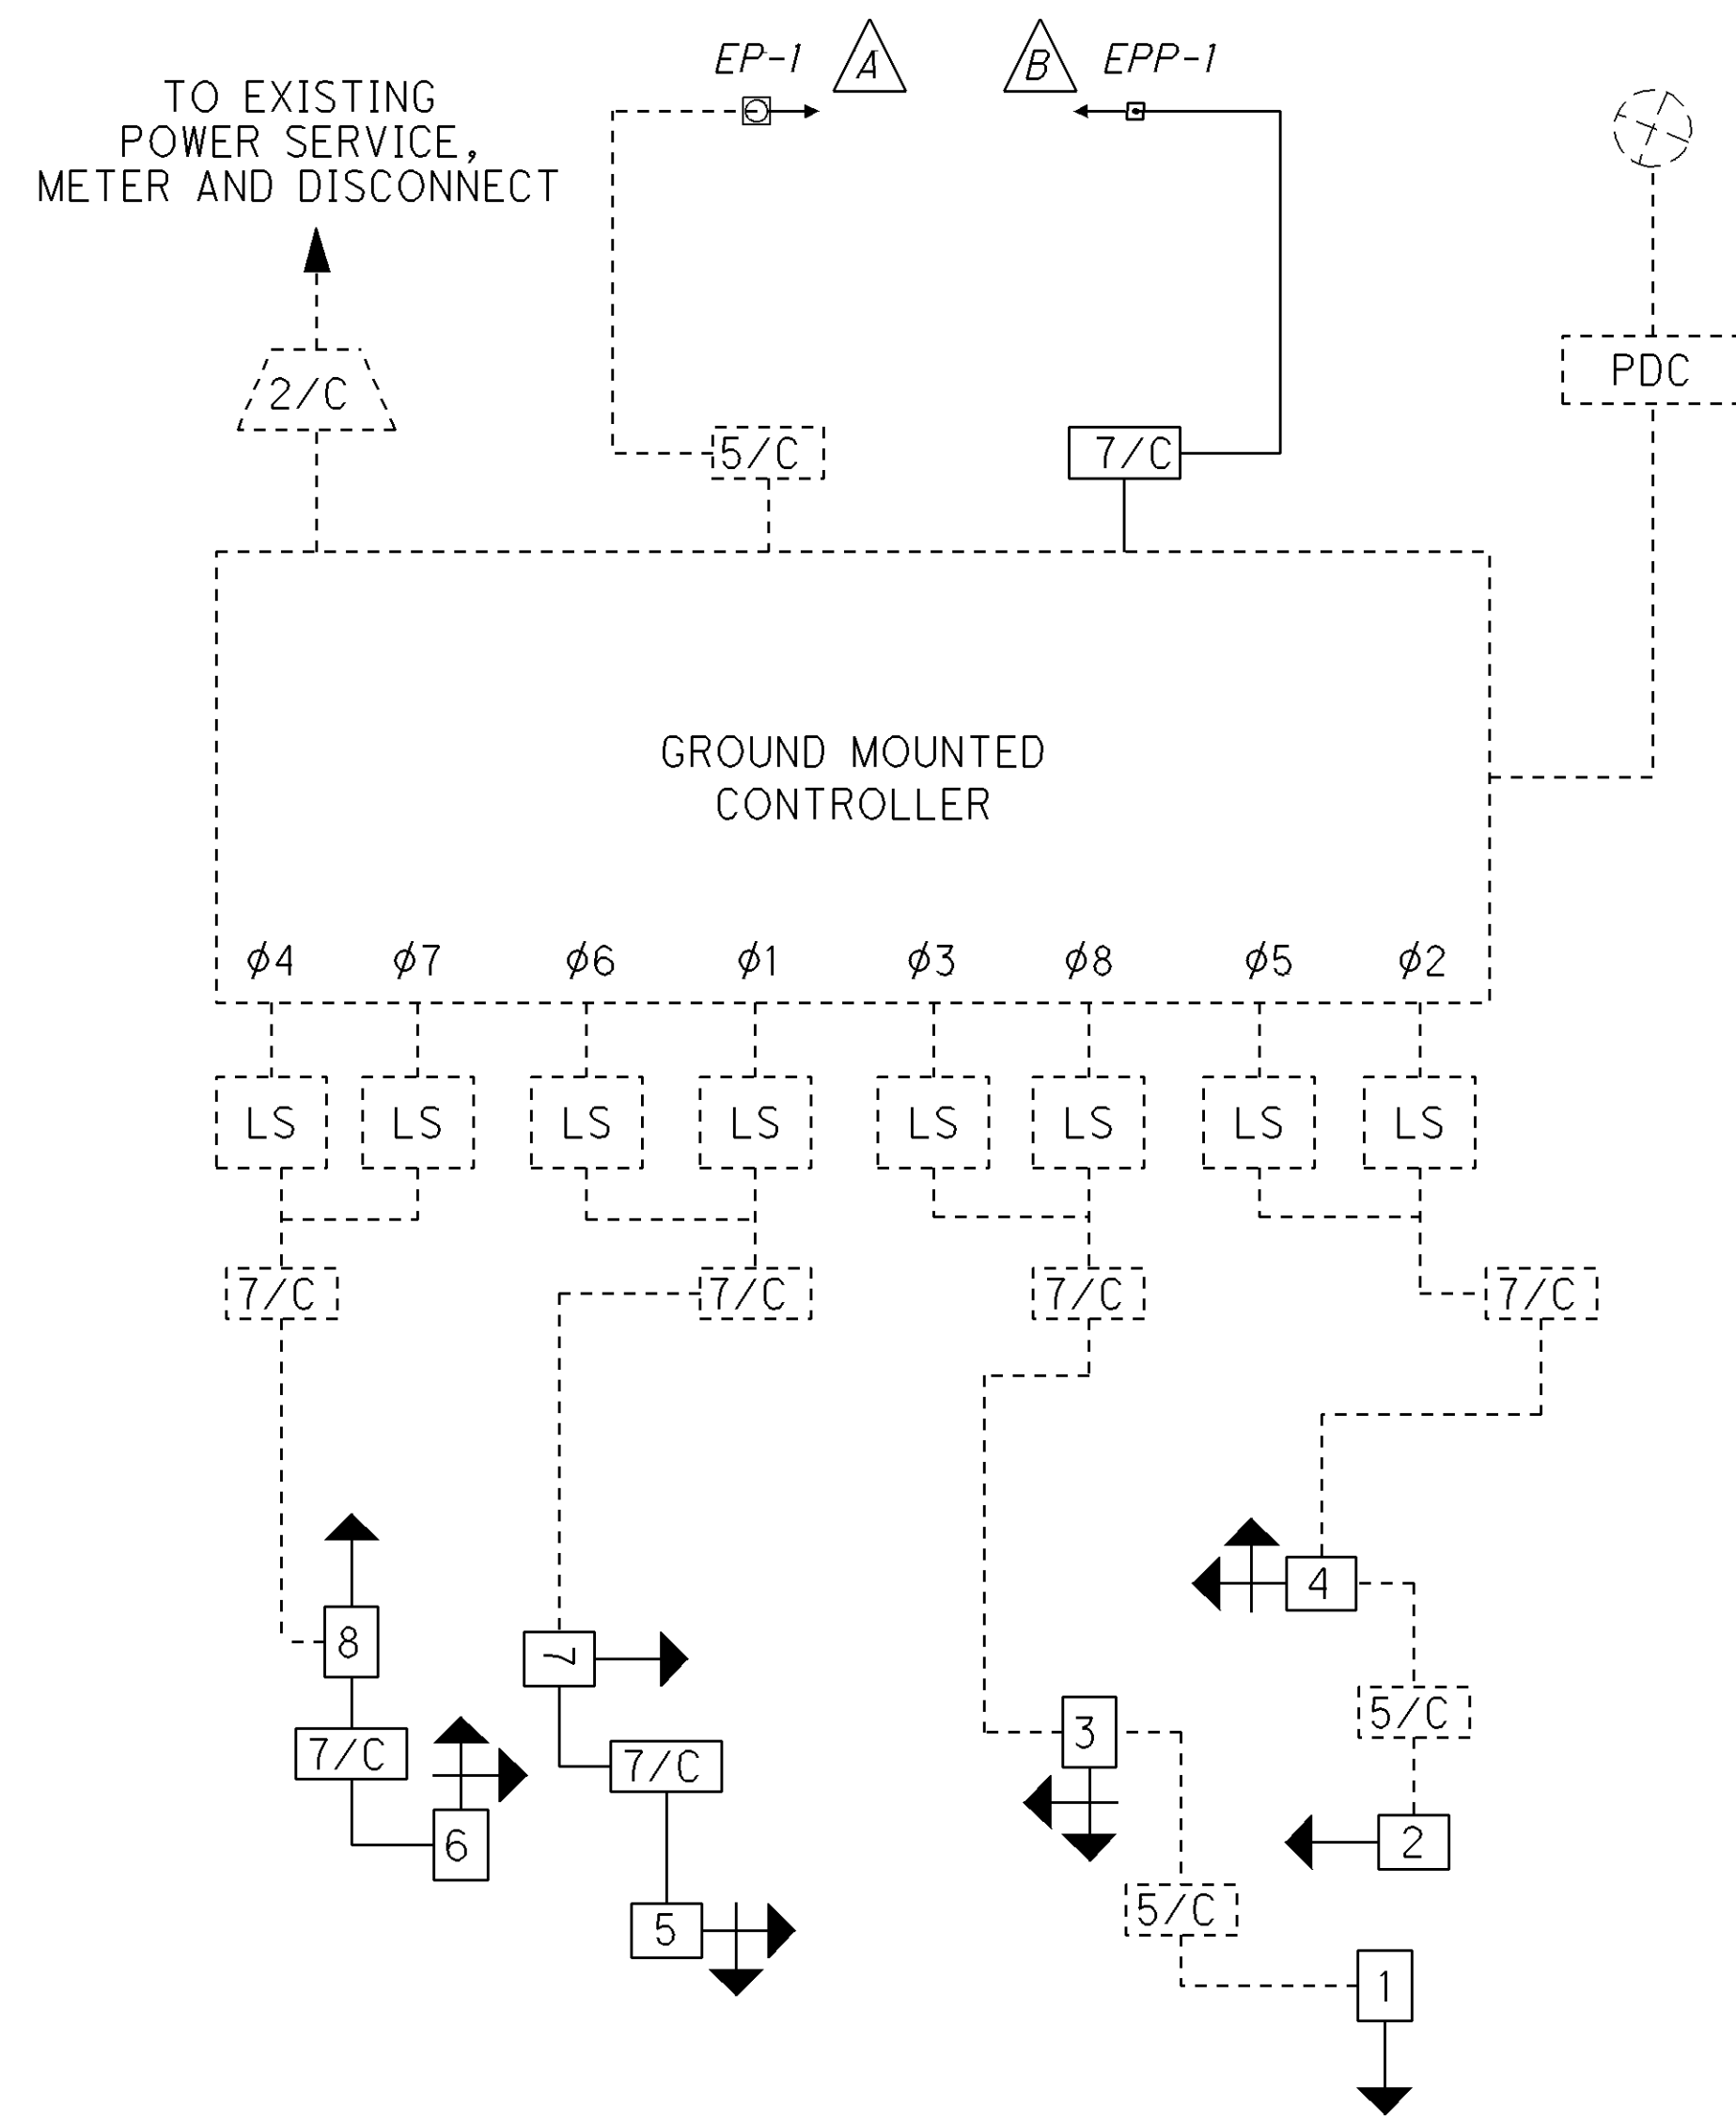 EP-1 A B EPP-1
TO EXISTING
POWER SERVICE,
METER AND DISCONNECT
PDC
2/C
5/C 7/C
GROUND MOUNTED
CONTROLLER
ϕ4 ϕ7 ϕ6 ϕ1 ϕ3 ϕ8 ϕ5 ϕ2
LS LS LS LS LS LS LS LS
7/C 7/C 7/C 7/C
4
8
7
5/C
3
7/C
7/C
2
6
5/C
5
1